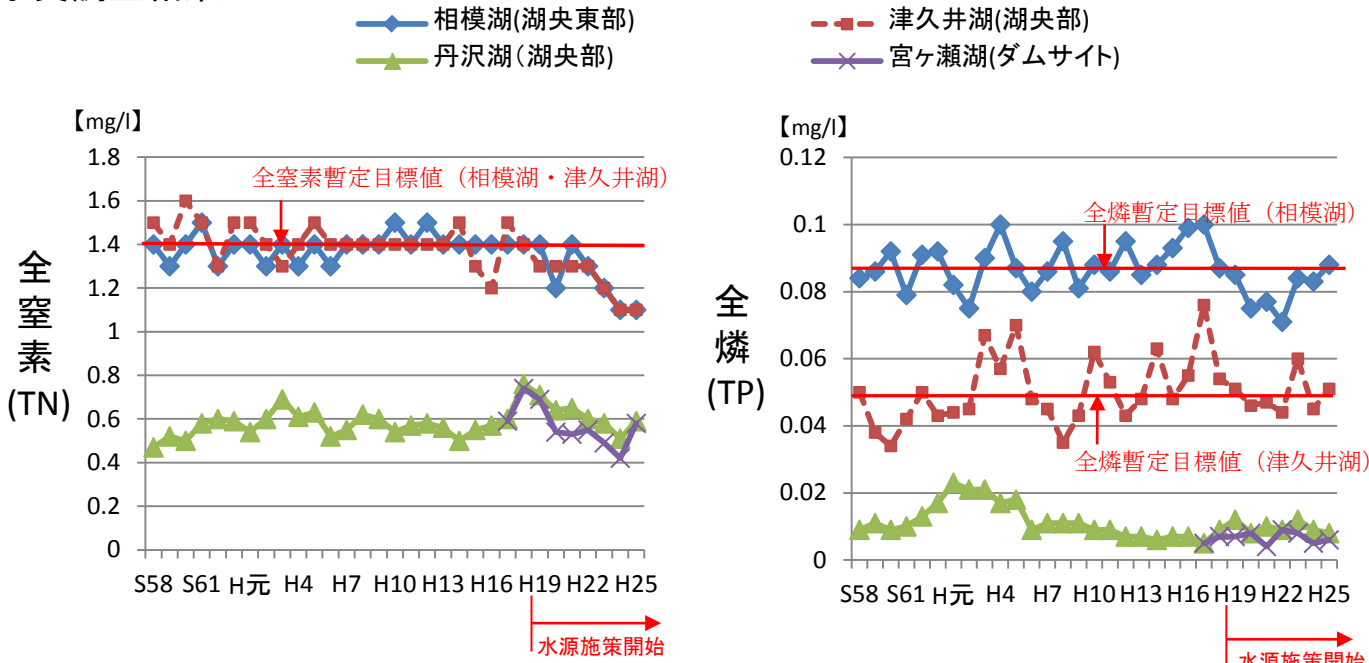 相模湖(湖央東部)
津久井湖(湖央部)
丹沢湖(湖央部)
宮ヶ瀬湖(ダムサイト)
【mg/l】
1.8
1.6
1.4
1.2
1
0.8
0.6
0.4
0.2
0
全窒素(TN)
全窒素暫定目標値（相模湖・津久井湖）
S58 S61 H元 H4 H7 H10 H13 H16 H19 H22 H25
水源施策開始
【mg/l】
0.12
0.1
0.08
0.06
0.04
0.02
0
全燐(TP)
全燐暫定目標値（相模湖）
全燐暫定目標値（津久井湖）
S58 S61 H元 H4 H7 H10 H13 H16 H19 H22 H25
水源施策開始